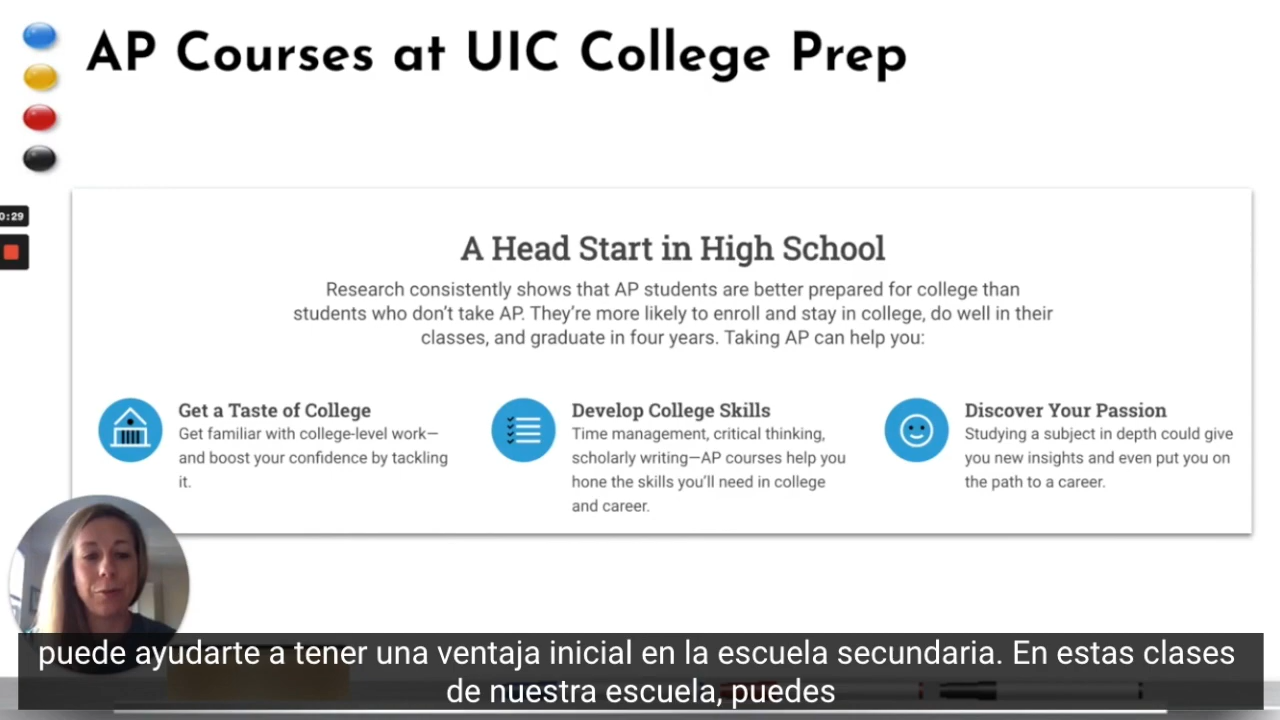 AP Courses at UIC College Prep
0:29
A Head Start in High School
Research consistently shows that AP students are better prepared for college than
students who don't take AP. They're more likely to enroll and stay in college, do well in their
classes, and graduate in four years. Taking AP can help you:
Get a Taste of College
Get familiar with college-level work—
and boost your confidence by tackling
it.
Develop College Skills
Time management, critical thinking,
scholarly writing—AP courses help you
hone the skills you'll need in college
and career.
Discover Your Passion
Studying a subject in depth could give
you new insights and even put you on
the path to a career.
puede ayudarte a tener una ventaja inicial en la escuela secundaria. En estas clases
de nuestra escuela, puedes